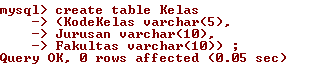 mysql> create table Kelas
    -> (KodeKelas varchar(5),
    -> Jurusan varchar(10),
    -> Fakultas varchar(10)) ;
Query OK, 0 rows affected (0.05 sec)